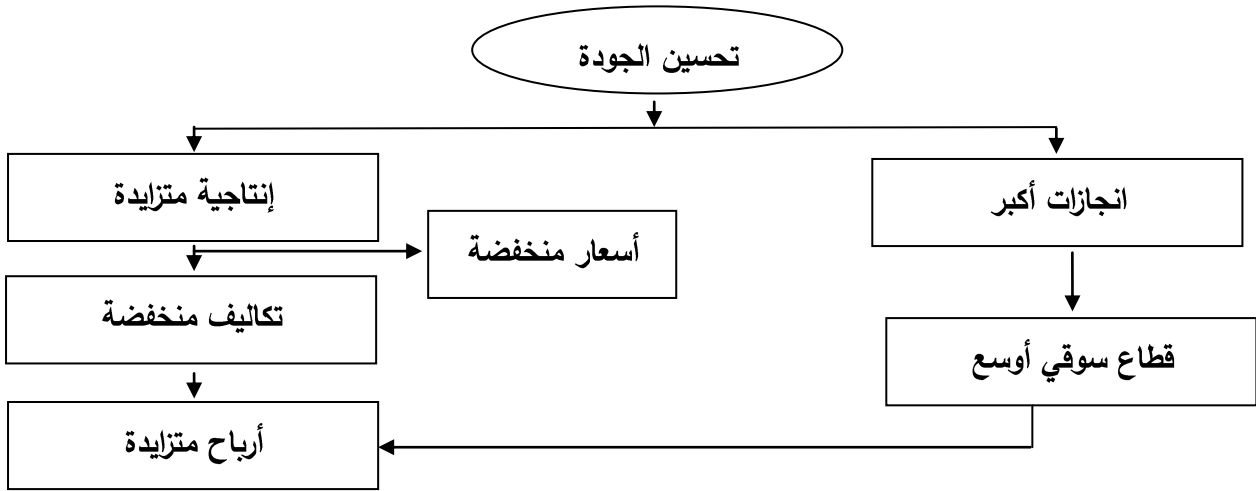 تحسين الجودة
انجازات أكبر
إنتاجية متزايدة
أسعار منخفضة
تكاليف منخفضة
قطاع سوقي أوسع
أرباح متزايدة